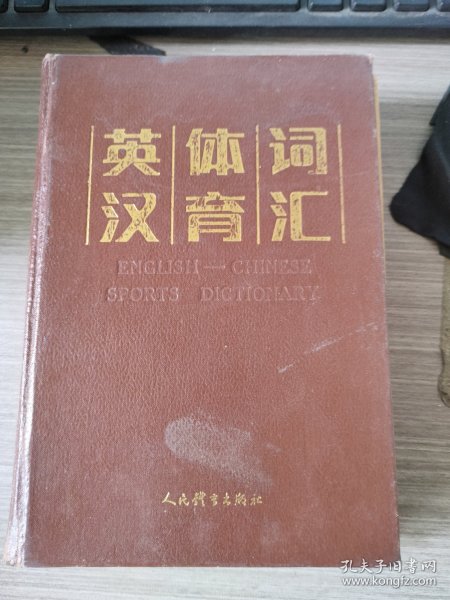 英汉体育词汇
ENGLISH — CHINESE
SPORTS DICTIONARY
人民体育出版社
孔夫子旧书网
www.kongfz.com